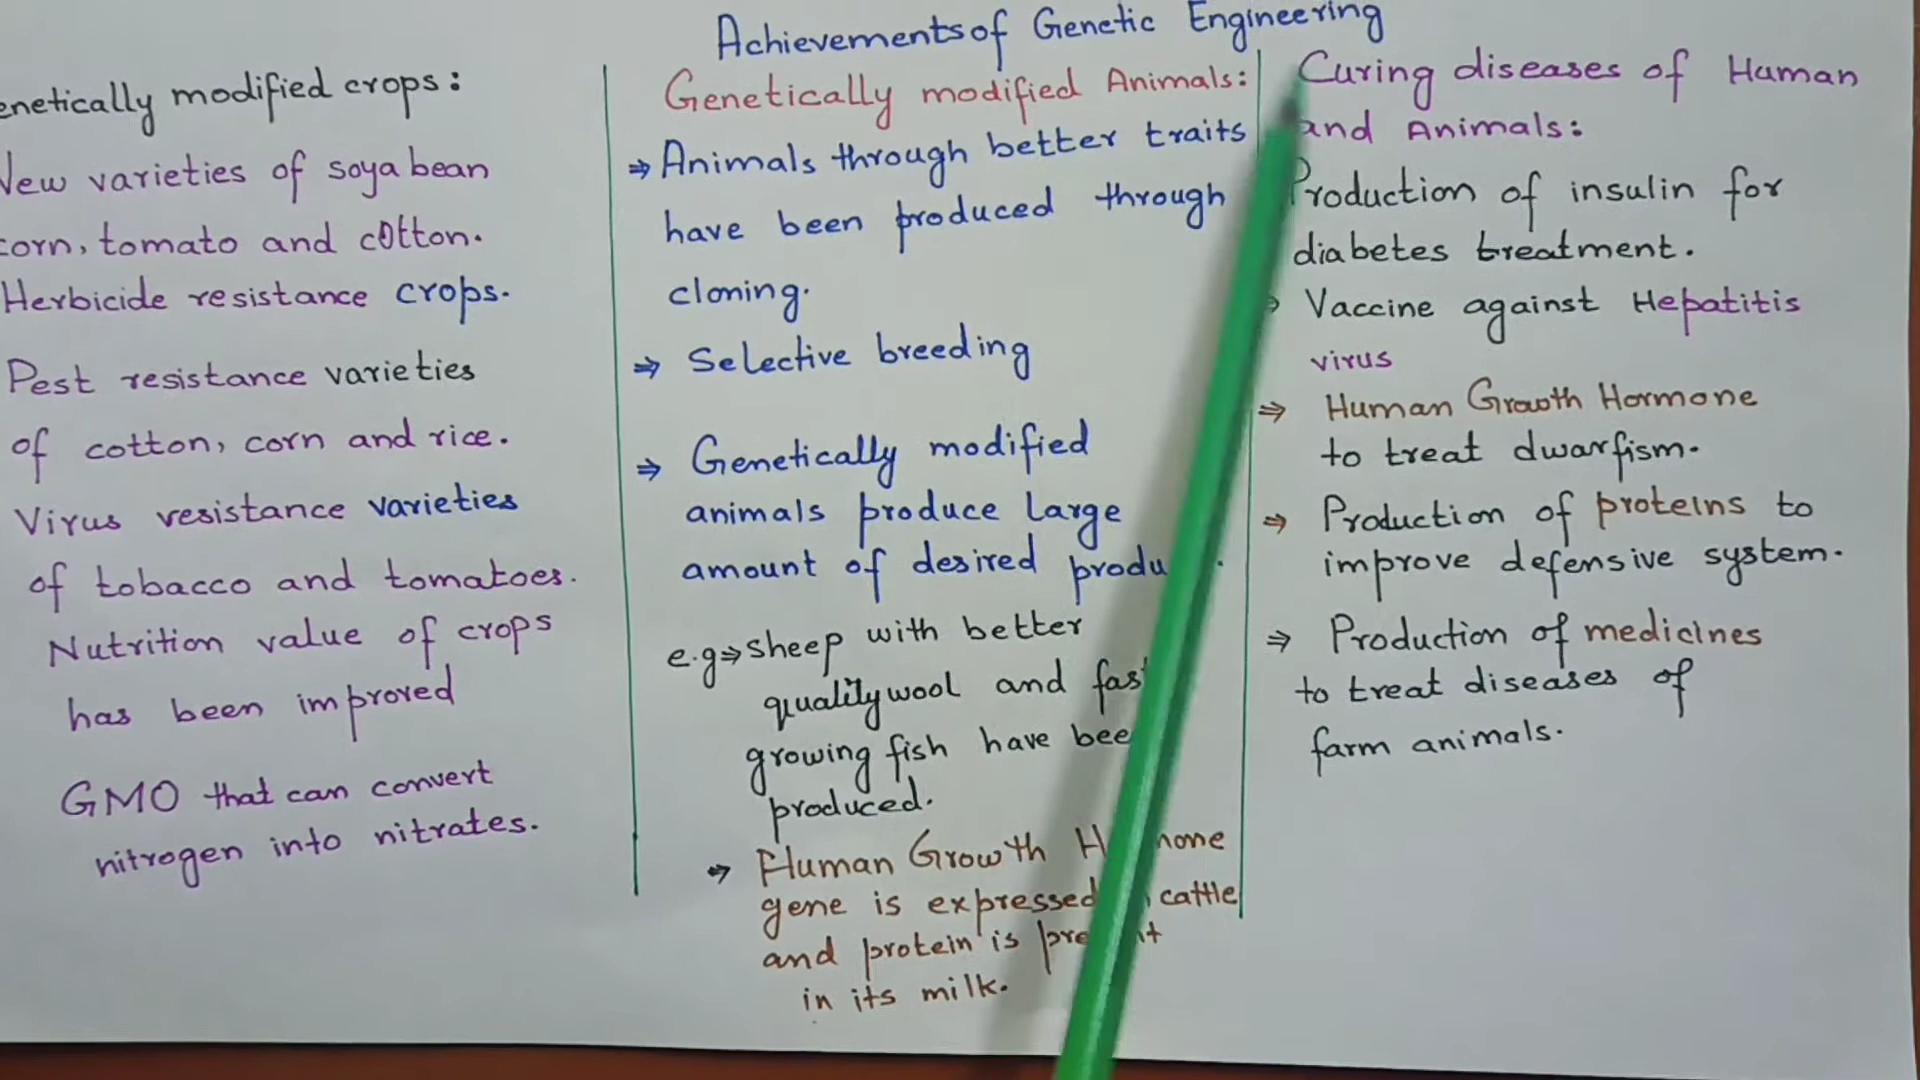 Achievements of Genetic Engineering
enetically modified crops:
New varieties of soya bean
corn, tomato and cotton.
Herbicide resistance crops.
Pest resistance varieties
of cotton, corn and rice.
Virus resistance varieties
of tobacco and tomatoes.
Nutrition value of crops
has been improved
GMO that can convert
nitrogen into nitrates.
Genetically modified Animals:
⇒ Animals through better traits
have been produced through
cloning.
⇒ Selective breeding
⇒ Genetically modified
animals produce large
amount of desired produ
e.g⇒sheep with better
quality wool and fast
growing fish have bee
produced.
⇒ Human Growth H mone
gene is expressed cattle
and protein is pre t
in its milk.
Curing diseases of Human
and Animals:
Production of insulin for
diabetes treatment.
⇒ Vaccine against Hepatitis
virus
⇒ Human Growth Hormone
to treat dwarfism.
⇒ Production of proteins to
improve defensive system.
⇒ Production of medicines
to treat diseases of
farm animals.